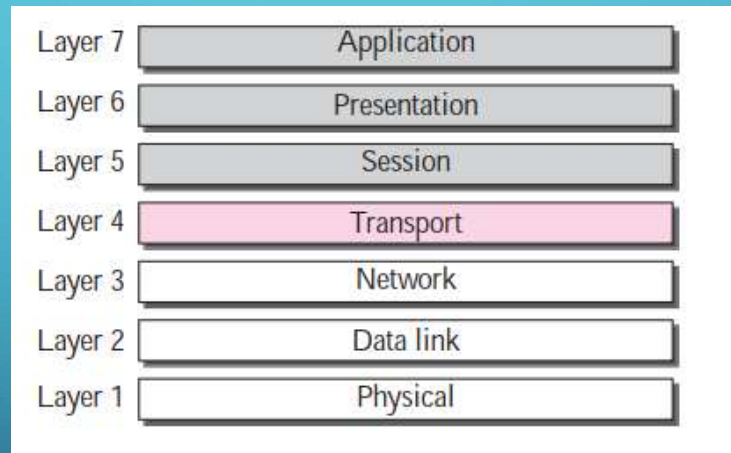 Layer 7 Application
Layer 6 Presentation
Layer 5 Session
Layer 4 Transport
Layer 3 Network
Layer 2 Data link
Layer 1 Physical